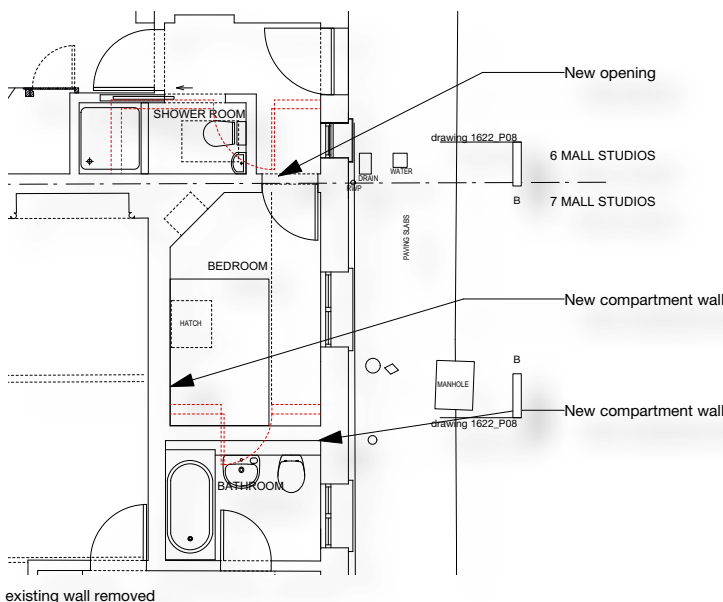 New opening
SHOWER ROOM
drawing 1622_P08
6 MALL STUDIOS
DRAIN
WATER
RWP
B
7 MALL STUDIOS
PAVING SLABS
BEDROOM
New compartment wall
HATCH
B
MANHOLE
New compartment wall
drawing 1622_P08
BATHROOM
existing wall removed